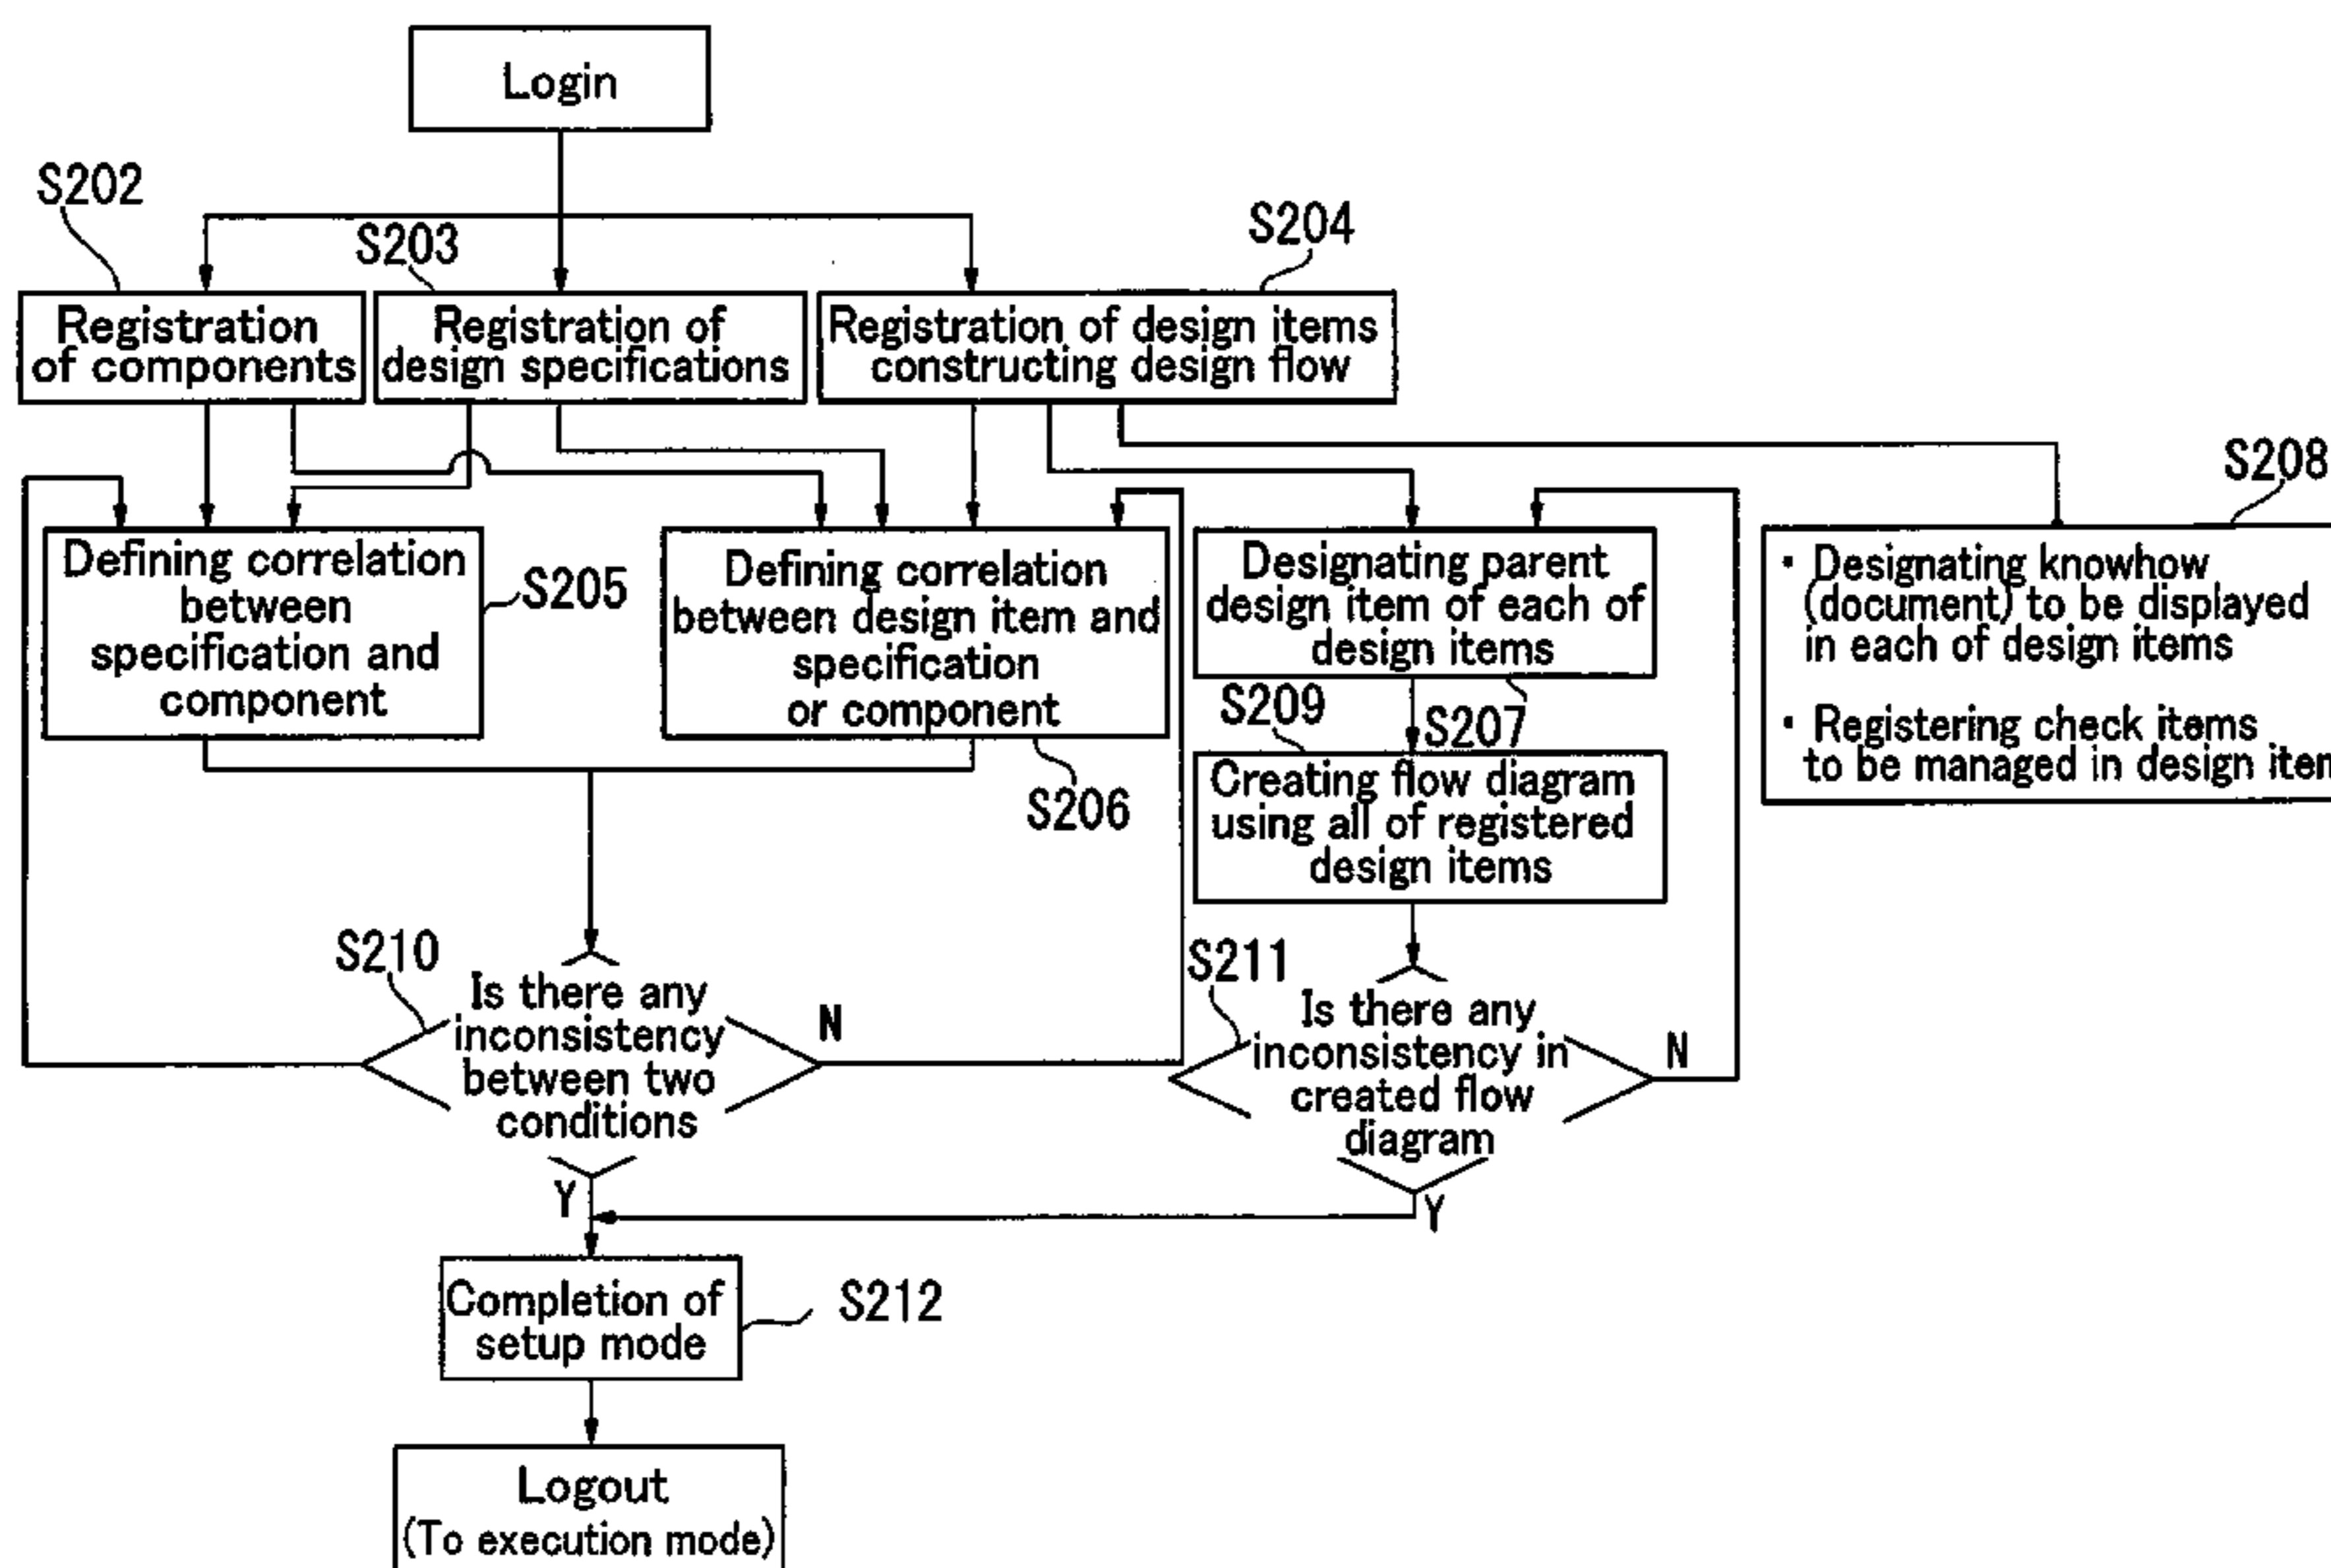 Login
S202
S203
S204
Registration
of components
Registration of
design specifications
Registration of design items
constructing design flow
S208
Defining correlation
between
specification and
component
S205
Defining correlation
between design item and
specification
or component
S206
Designating parent
design item of each of
design items
S207
・Designating knowhow
(document) to be displayed
in each of design items
・Registering check items
to be managed in design item
S209
Creating flow diagram
using all of registered
design items
S210
Is there any
inconsistency
between two
conditions
N
Y
S211
Is there any
inconsistency in
created flow
diagram
N
Y
Completion of
setup mode
S212
Logout
(To execution mode)